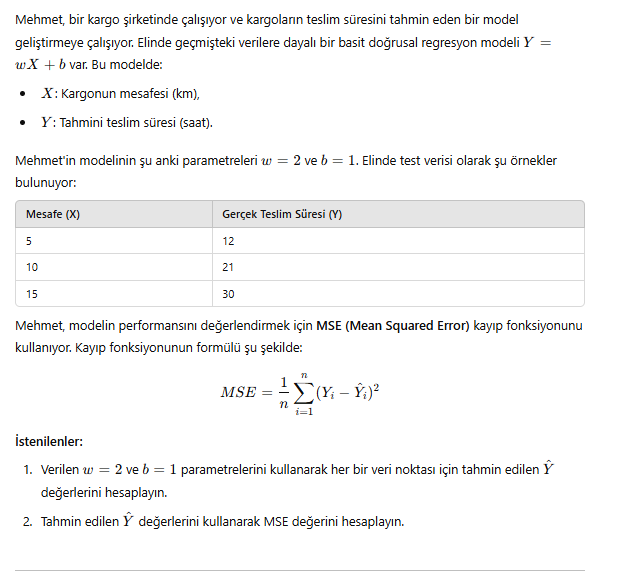 Mehmet, bir kargo şirketinde çalışıyor ve kargoların teslim süresini tahmin eden bir model
geliştirmeye çalışıyor. Elinde geçmişteki verilere dayalı bir basit doğrusal regresyon modeli Y =
wX + b var. Bu modelde:
• X: Kargonun mesafesi (km),
• Y: Tahmini teslim süresi (saat).
Mehmet'in modelinin şu anki parametreleri w = 2 ve b = 1. Elinde test verisi olarak şu örnekler
bulunuyor:
Mesafe (X) Gerçek Teslim Süresi (Y)
5 12
10 21
15 30
Mehmet, modelin performansını değerlendirmek için MSE (Mean Squared Error) kayıp fonksiyonunu
kullanıyor. Kayıp fonksiyonunun formülü şu şekilde:
MSE = \frac{1}{n} \sum_{i=1}^{n} (Y_i − Ŷ_i)²
İstenilenler:
1. Verilen w = 2 ve b = 1 parametrelerini kullanarak her bir veri noktası için tahmin edilen Ŷ
değerlerini hesaplayın.
2. Tahmin edilen Ŷ değerlerini kullanarak MSE değerini hesaplayın.